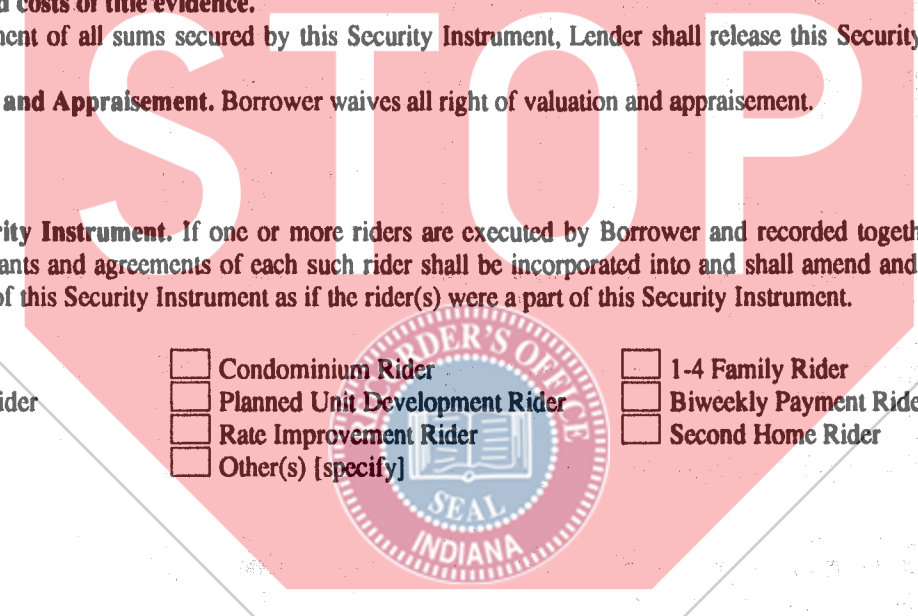 costs of title evidence.
ment of all sums secured by this Security Instrument, Lender shall release this Security
and Appraisement. Borrower waives all right of valuation and appraisement.
STOP
rity Instrument. If one or more riders are executed by Borrower and recorded togeth
ants and agreements of each such rider shall be incorporated into and shall amend and
of this Security Instrument as if the rider(s) were a part of this Security Instrument.
Condominium Rider
1-4 Family Rider
ider
Planned Unit Development Rider
Biweekly Payment Ride
Rate Improvement Rider
Second Home Rider
Other(s) [specify]
RECORDER'S OFFICE
SEAL
INDIANA